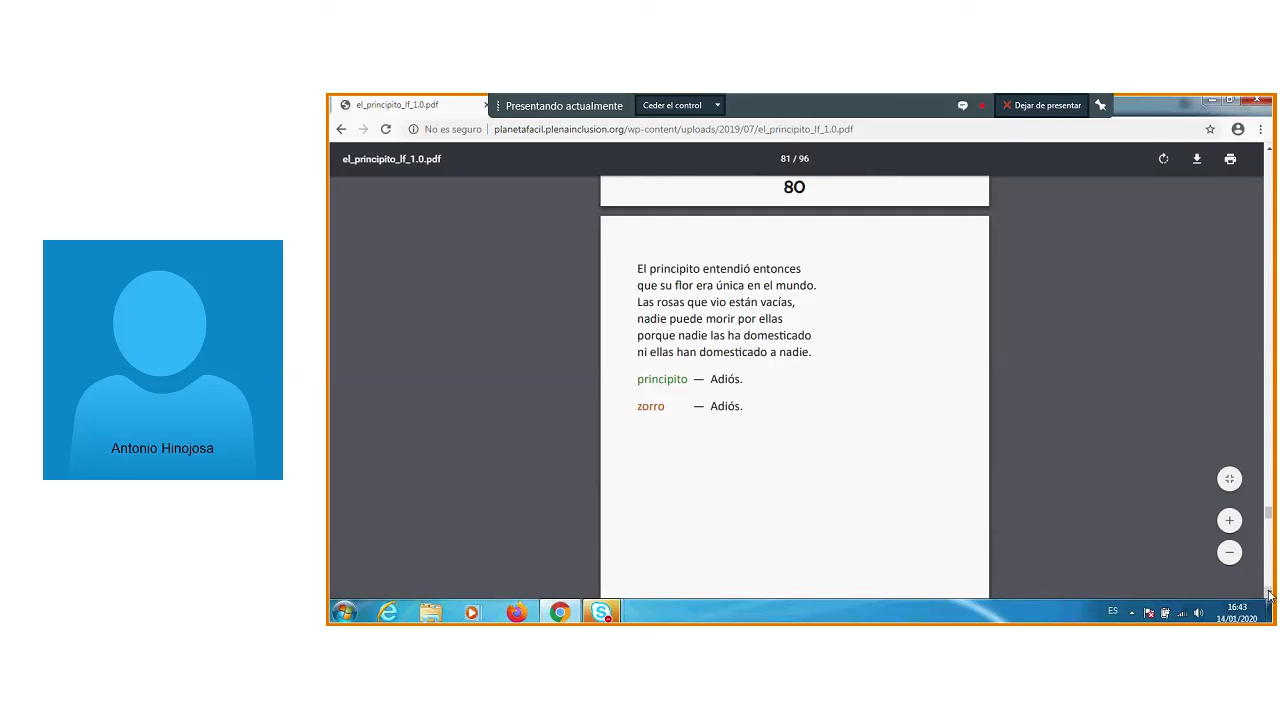 el_principito_lf_1.0.pdf
Presentando actualmente
Ceder el control
Dejar de presentar
No es seguro
planetafacil.plenainclusion.org/wp-content/uploads/2019/07/el_principito_lf_1.0.pdf
el_principito_lf_1.0.pdf
81 / 96
80
El principito entendió entonces
que su flor era única en el mundo.
Las rosas que vio están vacías,
nadie puede morir por ellas
porque nadie las ha domesticado
ni ellas han domesticado a nadie.
principito — Adiós.
zorro — Adiós.
Antonio Hinojosa
ES
16:43
14/01/2020